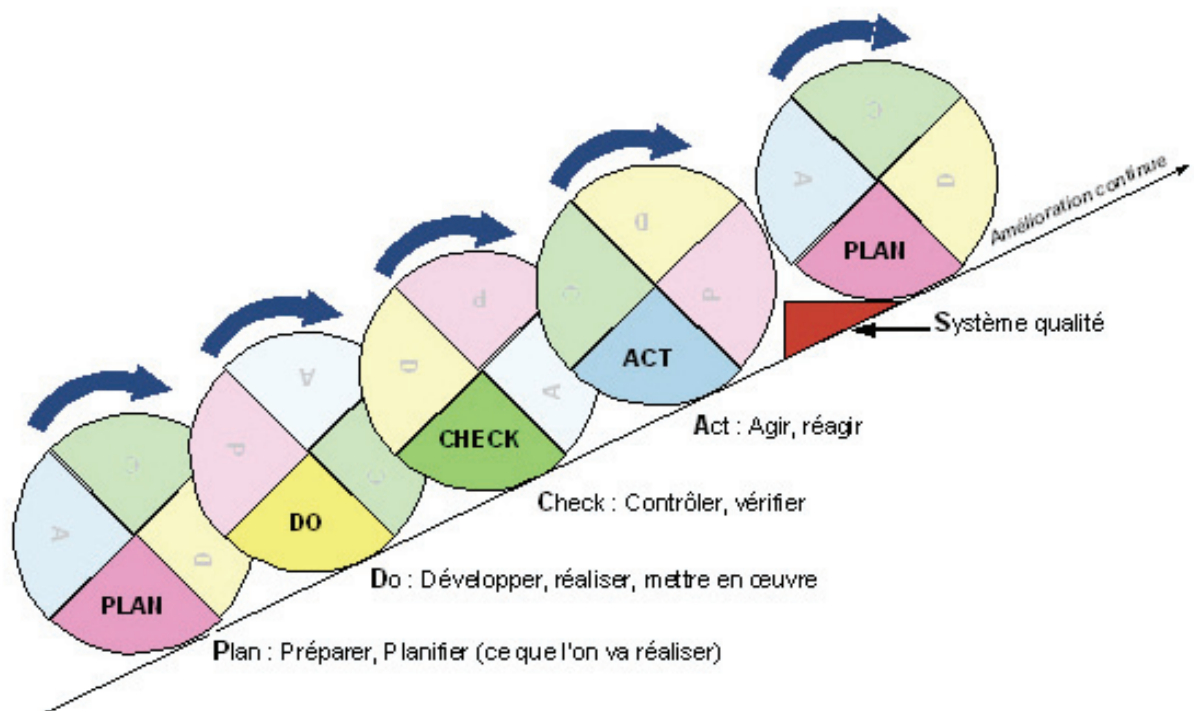 C
A
D
PLAN
Amélioration continue
Système qualité
D
C
P
ACT
Act : Agir, réagir
P
D
A
CHECK
Check : Contrôler, vérifier
A
P
C
DO
Do : Développer, réaliser, mettre en œuvre
C
A
D
PLAN
Plan : Préparer, Planifier (ce que l'on va réaliser)